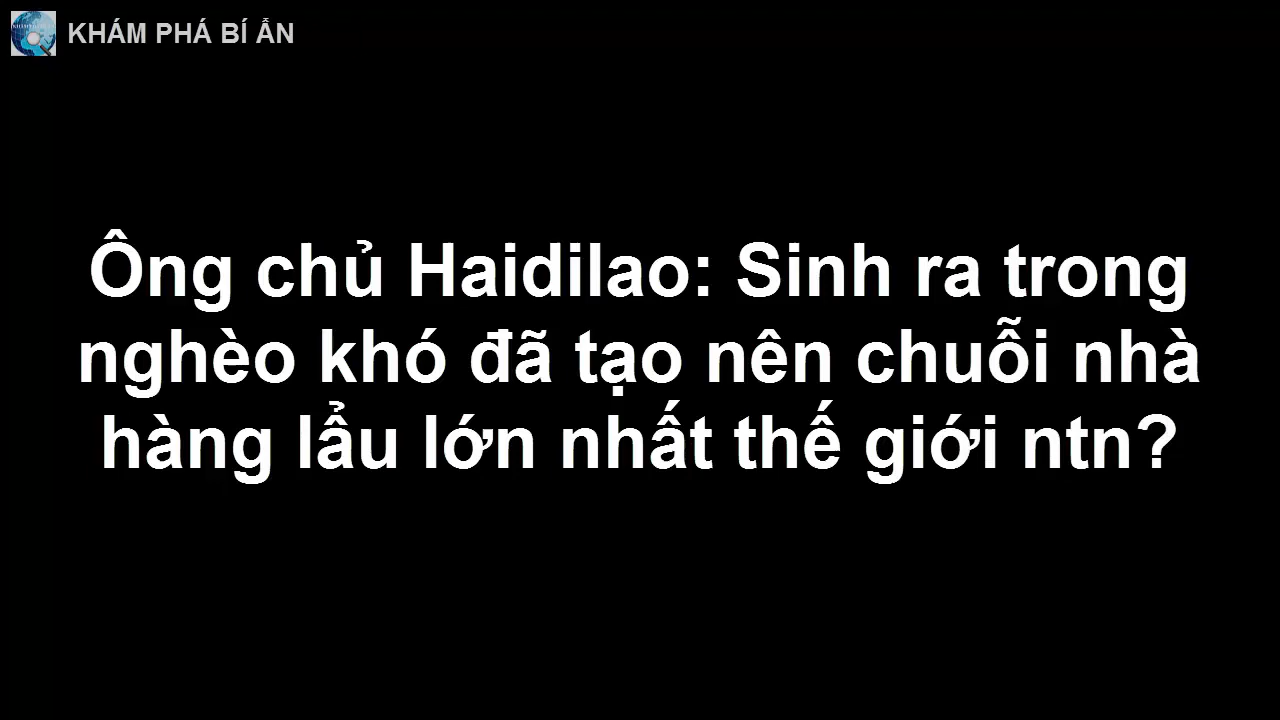 KHÁM PHÁ BÍ ẨN
Ông chủ Haidilao: Sinh ra trong
nghèo khó đã tạo nên chuỗi nhà
hàng lẩu lớn nhất thế giới ntn?